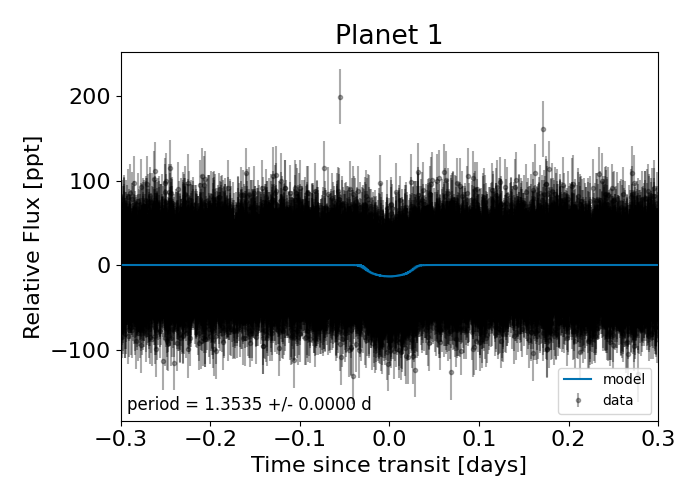 Planet 1
Relative Flux [ppt]
200
100
0
−100
period = 1.3535 +/- 0.0000 d
model
data
−0.3 −0.2 −0.1 0.0 0.1 0.2 0.3
Time since transit [days]